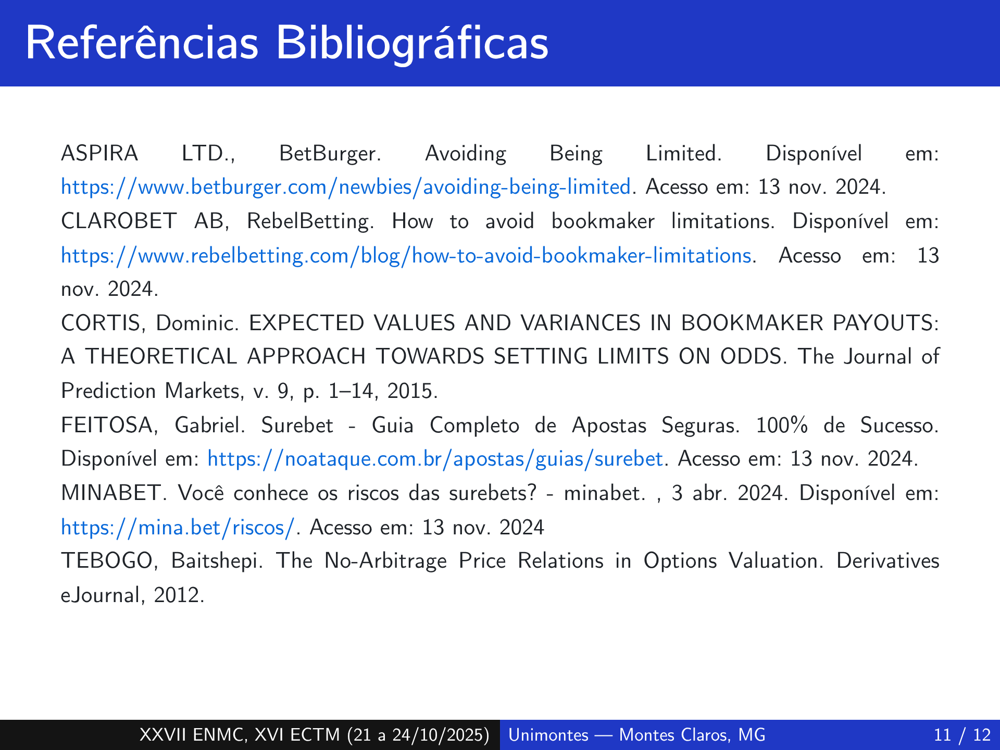 Referências Bibliográficas
ASPIRA LTD., BetBurger. Avoiding Being Limited. Disponível em:
https://www.betburger.com/newbies/avoiding-being-limited. Acesso em: 13 nov. 2024.
CLAROBET AB, RebelBetting. How to avoid bookmaker limitations. Disponível em:
https://www.rebelbetting.com/blog/how-to-avoid-bookmaker-limitations. Acesso em: 13
nov. 2024.
CORTIS, Dominic. EXPECTED VALUES AND VARIANCES IN BOOKMAKER PAYOUTS:
A THEORETICAL APPROACH TOWARDS SETTING LIMITS ON ODDS. The Journal of
Prediction Markets, v. 9, p. 1–14, 2015.
FEITOSA, Gabriel. Surebet - Guia Completo de Apostas Seguras. 100% de Sucesso.
Disponível em: https://noataque.com.br/apostas/guias/surebet. Acesso em: 13 nov. 2024.
MINABET. Você conhece os riscos das surebets? - minabet. , 3 abr. 2024. Disponível em:
https://mina.bet/riscos/. Acesso em: 13 nov. 2024
TEBOGO, Baitshepi. The No-Arbitrage Price Relations in Options Valuation. Derivatives
eJournal, 2012.
XXVII ENMC, XVI ECTM (21 a 24/10/2025) Unimontes — Montes Claros, MG 11 / 12